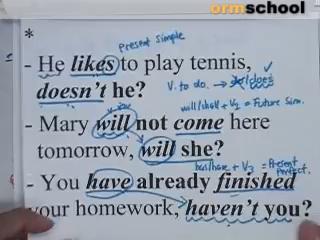 ormschool
*
present simple
- He likes to play tennis,
doesn't he? V. to do. → do/does
will/shall + V1 = Future Sim.
- Mary will not come here
tomorrow, will she?
has/have + V3 = Present Perfect.
- You have already finished
your homework, haven't you?